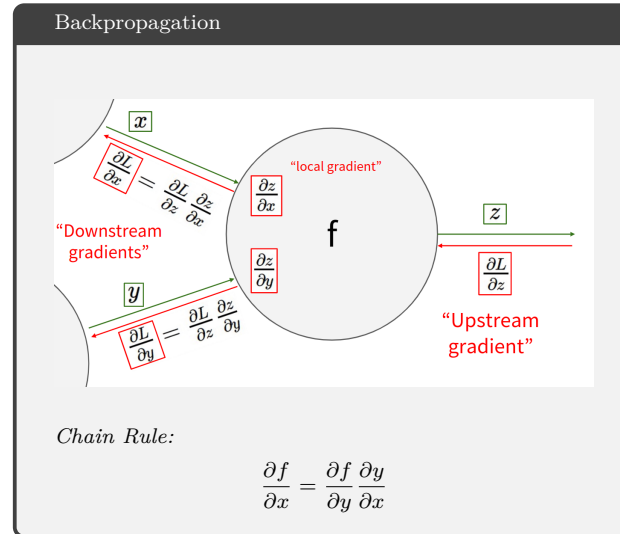 Backpropagation
x
∂L/∂x = ∂L/∂z ∂z/∂x
"local gradient"
∂z/∂x
f
z
∂L/∂z
"Downstream
gradients"
∂z/∂y
y
∂L/∂y = ∂L/∂z ∂z/∂y
"Upstream
gradient"
Chain Rule:
∂f/∂x = ∂f/∂y ∂y/∂x